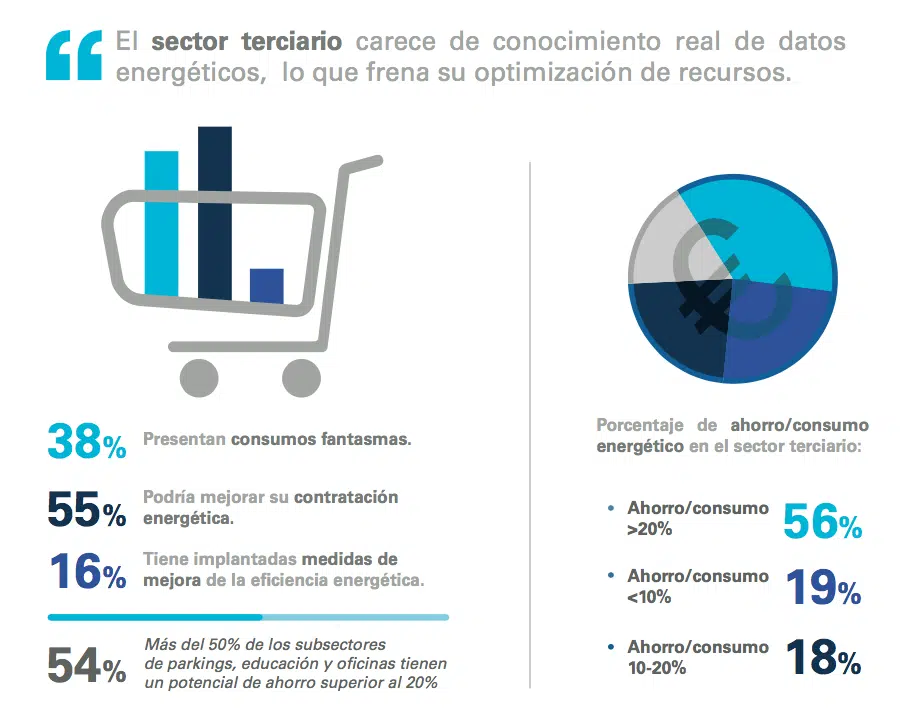 “ El sector terciario carece de conocimiento real de datos
energéticos, lo que frena su optimización de recursos.
38% Presentan consumos fantasmas.
55% Podría mejorar su contratación
energética.
16% Tiene implantadas medidas de
mejora de la eficiencia energética.
54% Más del 50% de los subsectores
de parkings, educación y oficinas tienen
un potencial de ahorro superior al 20%
€
Porcentaje de ahorro/consumo
energético en el sector terciario:
• Ahorro/consumo
>20% 56%
• Ahorro/consumo
<10% 19%
• Ahorro/consumo
10-20% 18%